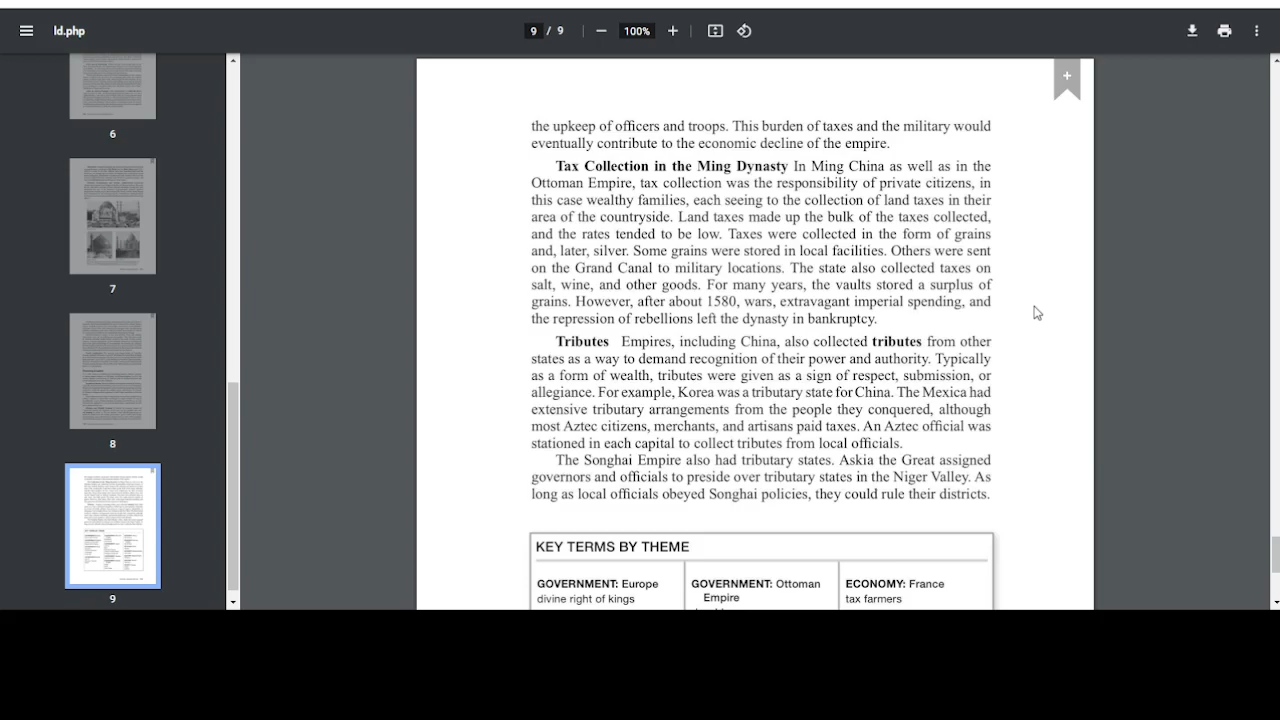 ld.php
9 / 9
100%
6
7
8
9
the upkeep of officers and troops. This burden of taxes and the military would
eventually contribute to the economic decline of the empire.
Tax Collection in the Ming Dynasty In Ming China as well as in the
Ottoman Empire, tax collection was the responsibility of private citizens, in
this case wealthy families, each seeing to the collection of land taxes in their
area of the countryside. Land taxes made up the bulk of the taxes collected,
and the rates tended to be low. Taxes were collected in the form of grains
and, later, silver. Some grains were stored in local facilities. Others were sent
on the Grand Canal to military locations. The state also collected taxes on
salt, wine, and other goods. For many years, the vaults stored a surplus of
grains. However, after about 1580, wars, extravagant imperial spending, and
the repression of rebellions left the dynasty in bankruptcy.
Tributes Empires, including China, also collected tributes from other
states as a way to demand recognition of their power and authority. Typically
as a form of wealth, tributes were given as a sign of respect, submission, or
allegiance. For example, Korea was a tributary state for China. The Mexica had
extensive tributary arrangements from the people they conquered, although
most Aztec citizens, merchants, and artisans paid taxes. An Aztec official was
stationed in each capital to collect tributes from local officials.
The Songhai Empire also had tributary states. Askia the Great assigned
governors and officials to preside over tributary states in the Niger Valley. As
long as local officials obeyed Songhai policies, they could rule their districts.
KEY TERMS BY THEME
GOVERNMENT: Europe
divine right of kings
GOVERNMENT: Ottoman
Empire
ECONOMY: France
tax farmers